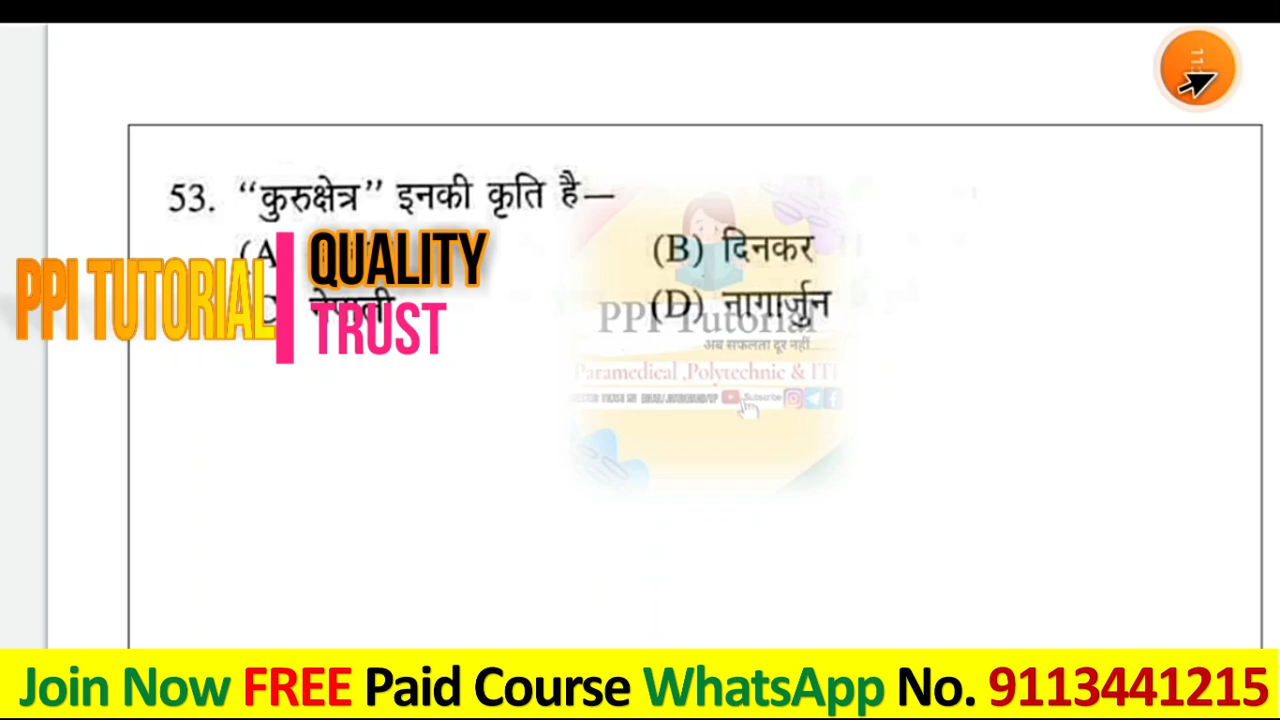 53. “कुरुक्षेत्र” इनकी कृति है—
(A
(B) दिनकर
(D) नागार्जुन
PPI TUTORIAL
QUALITY
TRUST
PPI Tutorial
अब सफलता दूर नहीं
Paramedical ,Polytechnic & ITI
Subscribe
Join Now FREE Paid Course WhatsApp No. 9113441215